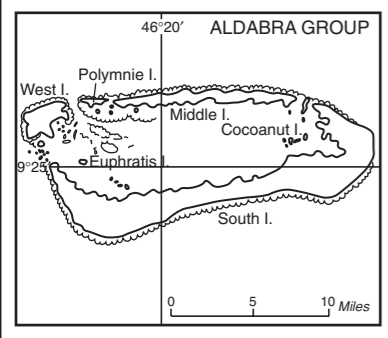 46°20′ ALDABRA GROUP
Polymnie I.
West I.
Middle I.
Cocoanut I.
Euphratis I.
9°25′
South I.
0 5 10 Miles